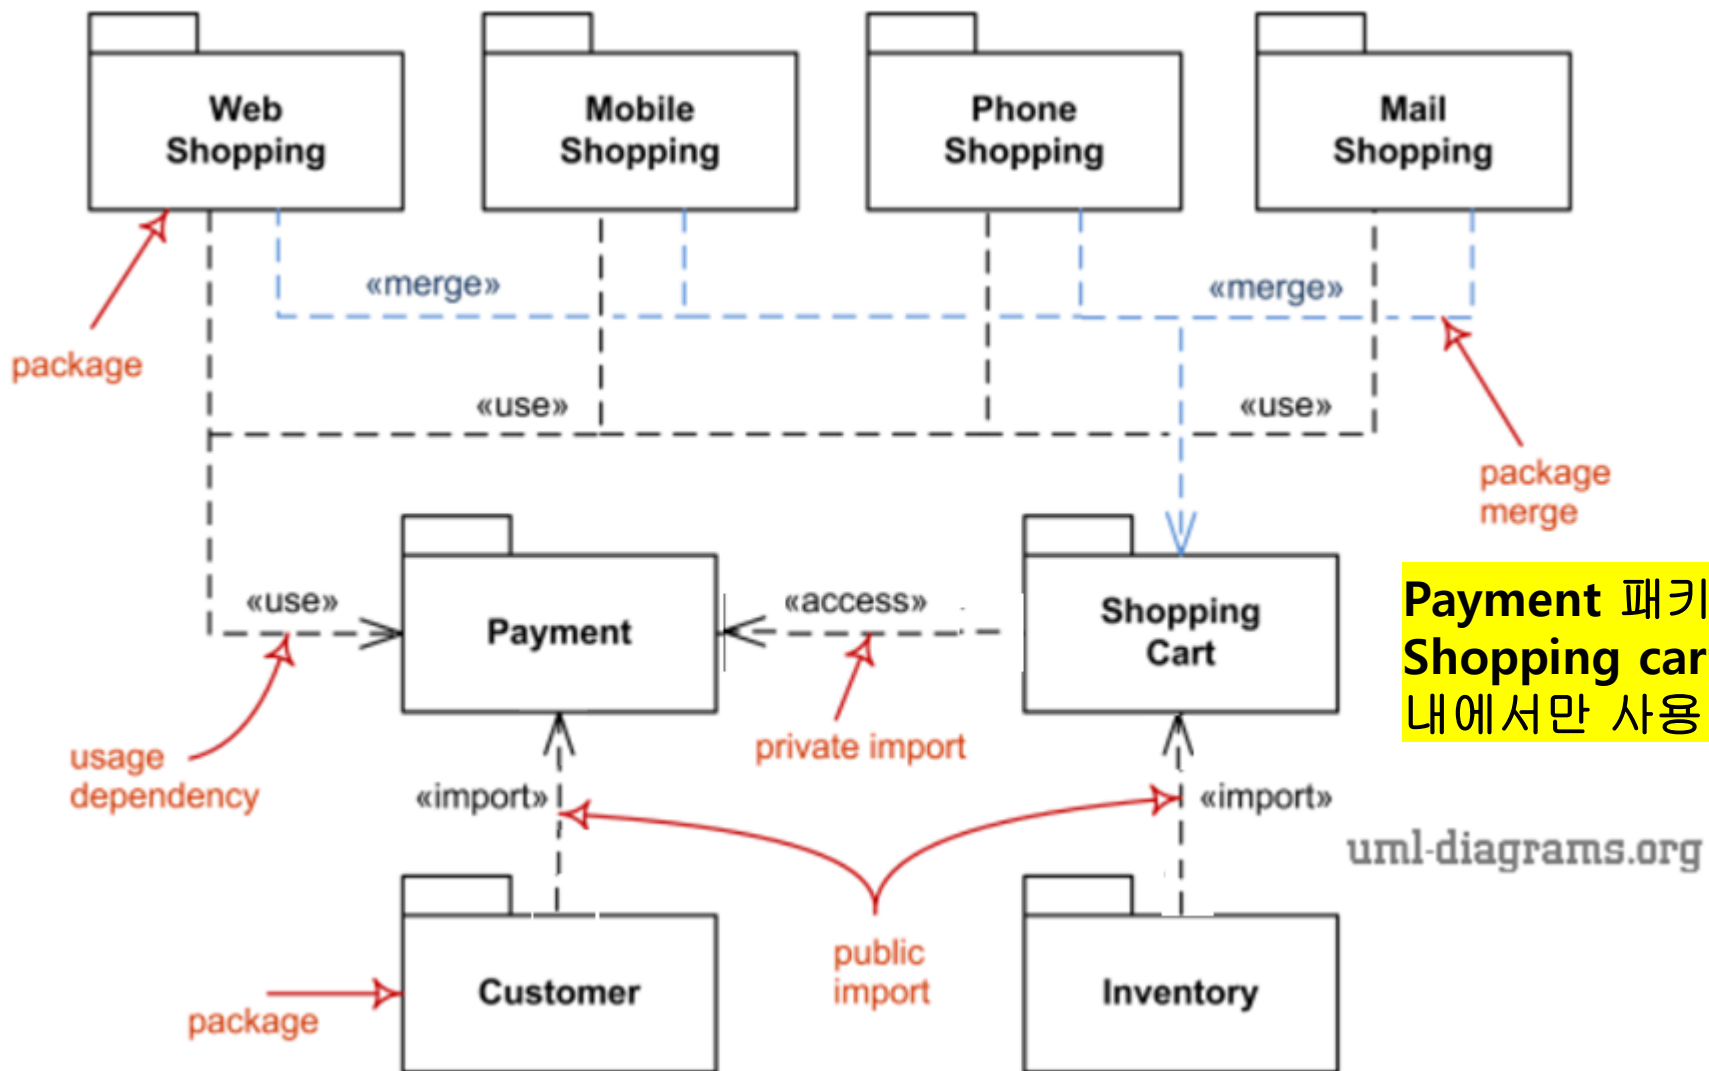 Web
Shopping
Mobile
Shopping
Phone
Shopping
Mail
Shopping
«merge»
«merge»
package
«use»
«use»
package
merge
«use»
Payment
«access»
Shopping
Cart
Payment 패키
Shopping car
내에서만 사용
usage
dependency
private import
«import»
«import»
uml-diagrams.org
public
import
Customer
Inventory
package